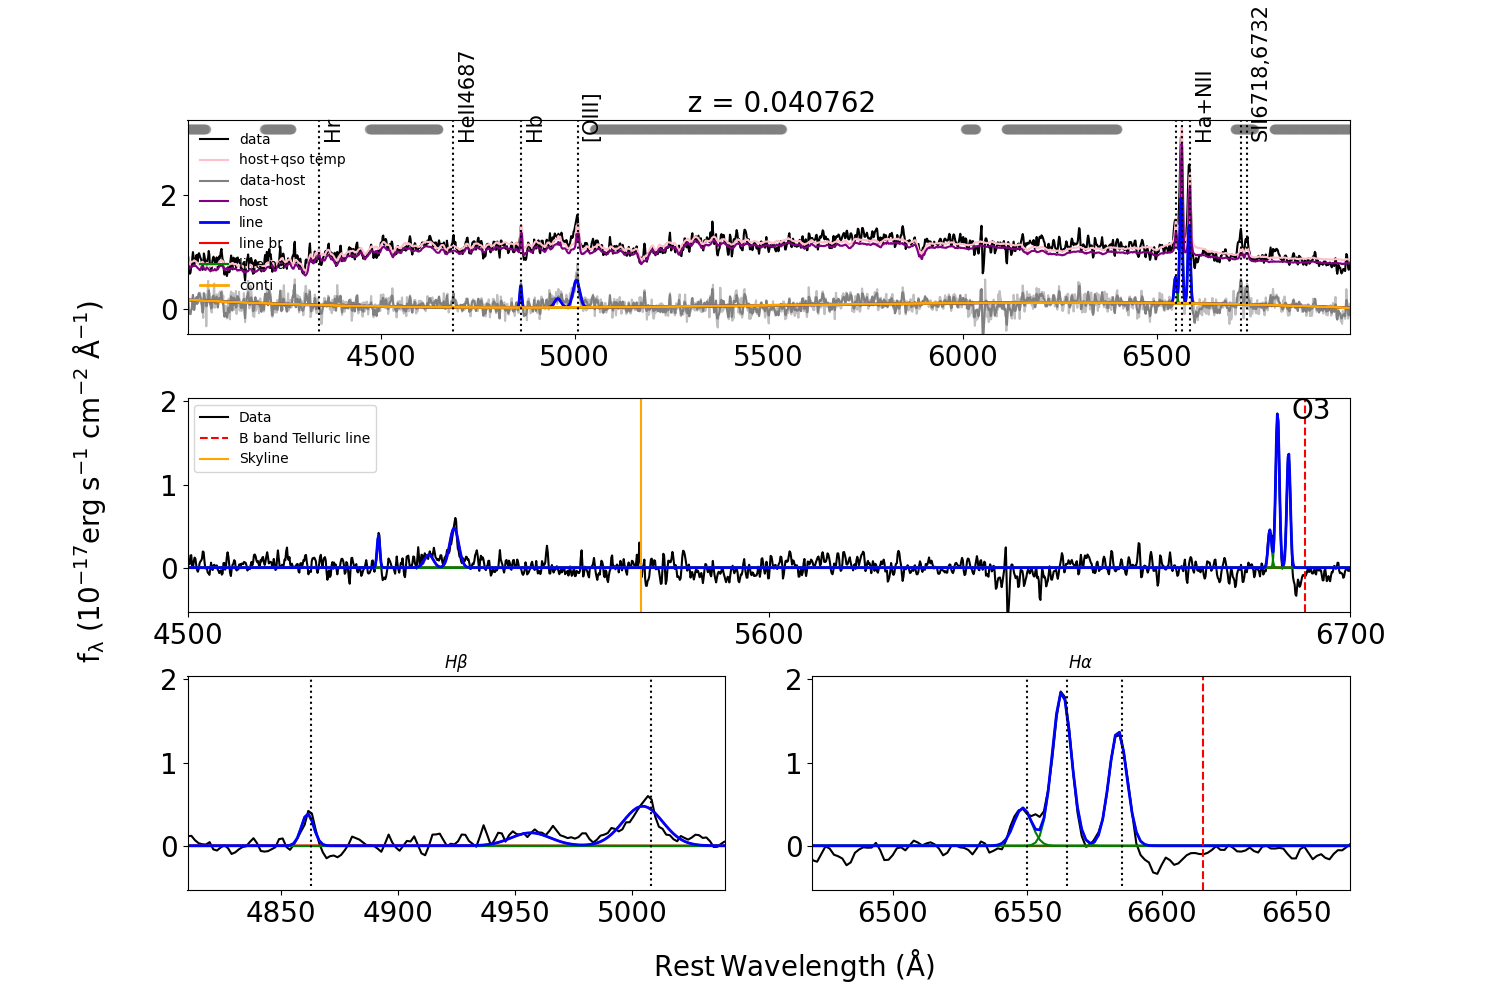 z = 0.040762
Hr
HeII4687
Hb
[OIII]
Ha+NII
SII6718,6732
data
host+qso temp
data-host
host
line
line br
conti
2
0
4500 5000 5500 6000 6500
fλ (10⁻¹⁷erg s⁻¹ cm⁻² Å⁻¹)
Data
B band Telluric line
Skyline
O3
2
1
0
4500 5600 6700
Hβ
2
1
0
4850 4900 4950 5000
Hα
2
1
0
6500 6550 6600 6650
Rest Wavelength (Å)